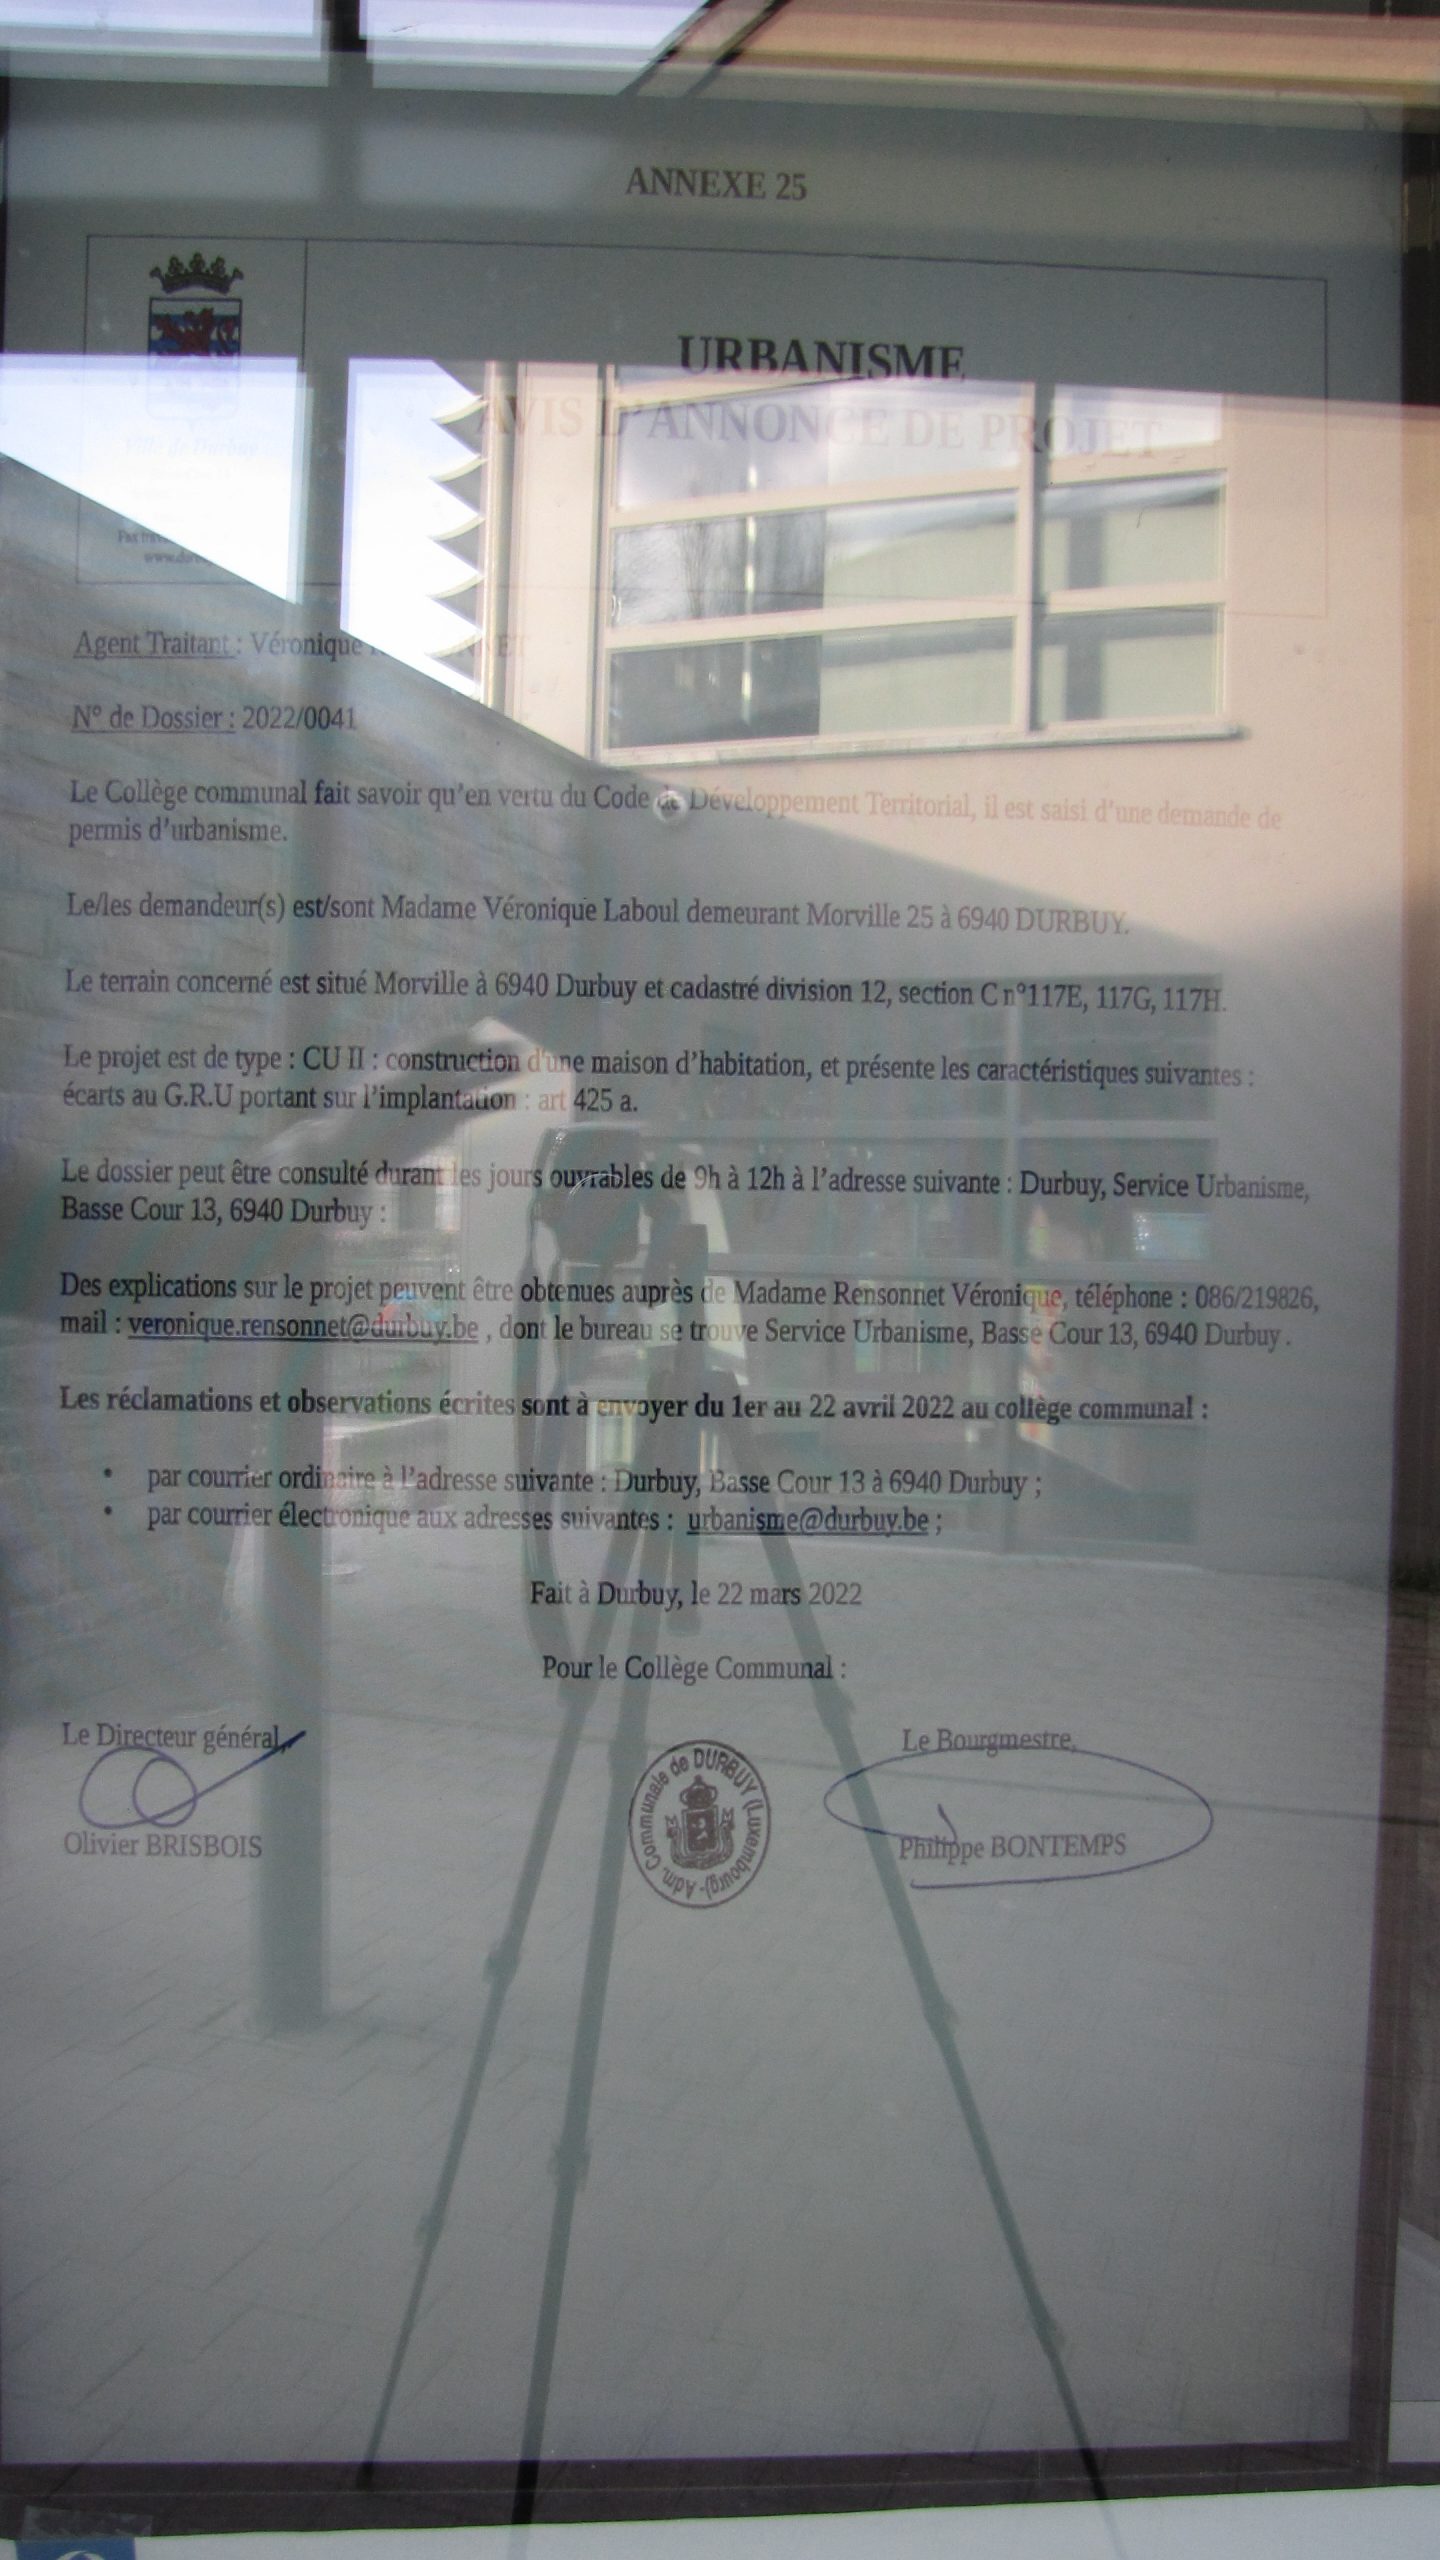 ANNEXE 25
Ville de Durbuy
URBANISME
AVIS D'ANNONCE DE PROJET
Agent Traitant : Véronique
N° de Dossier : 2022/0041
Le Collège communal fait savoir qu'en vertu du Code de Développement Territorial, il est saisi d'une demande de
permis d'urbanisme.
Le/les demandeur(s) est/sont Madame Véronique Laboul demeurant Morville 25 à 6940 DURBUY.
Le terrain concerné est situé Morville à 6940 Durbuy et cadastré division 12, section C n°117E, 117G, 117H.
Le projet est de type : CU II : construction d'une maison d'habitation, et présente les caractéristiques suivantes :
écarts au G.R.U portant sur l'implantation : art 425 a.
Le dossier peut être consulté durant les jours ouvrables de 9h à 12h à l'adresse suivante : Durbuy, Service Urbanisme,
Basse Cour 13, 6940 Durbuy :
Des explications sur le projet peuvent être obtenues auprès de Madame Rensonnet Véronique, téléphone : 086/219826,
mail : veronique.rensonnet@durbuy.be , dont le bureau se trouve Service Urbanisme, Basse Cour 13, 6940 Durbuy .
Les réclamations et observations écrites sont à envoyer du 1er au 22 avril 2022 au collège communal :
• par courrier ordinaire à l'adresse suivante : Durbuy, Basse Cour 13 à 6940 Durbuy ;
• par courrier électronique aux adresses suivantes : urbanisme@durbuy.be ;
Fait à Durbuy, le 22 mars 2022
Pour le Collège Communal :
Le Directeur général,
Olivier BRISBOIS
Adm. Communale de DURBUY (Luxembourg)
Le Bourgmestre,
Philippe BONTEMPS